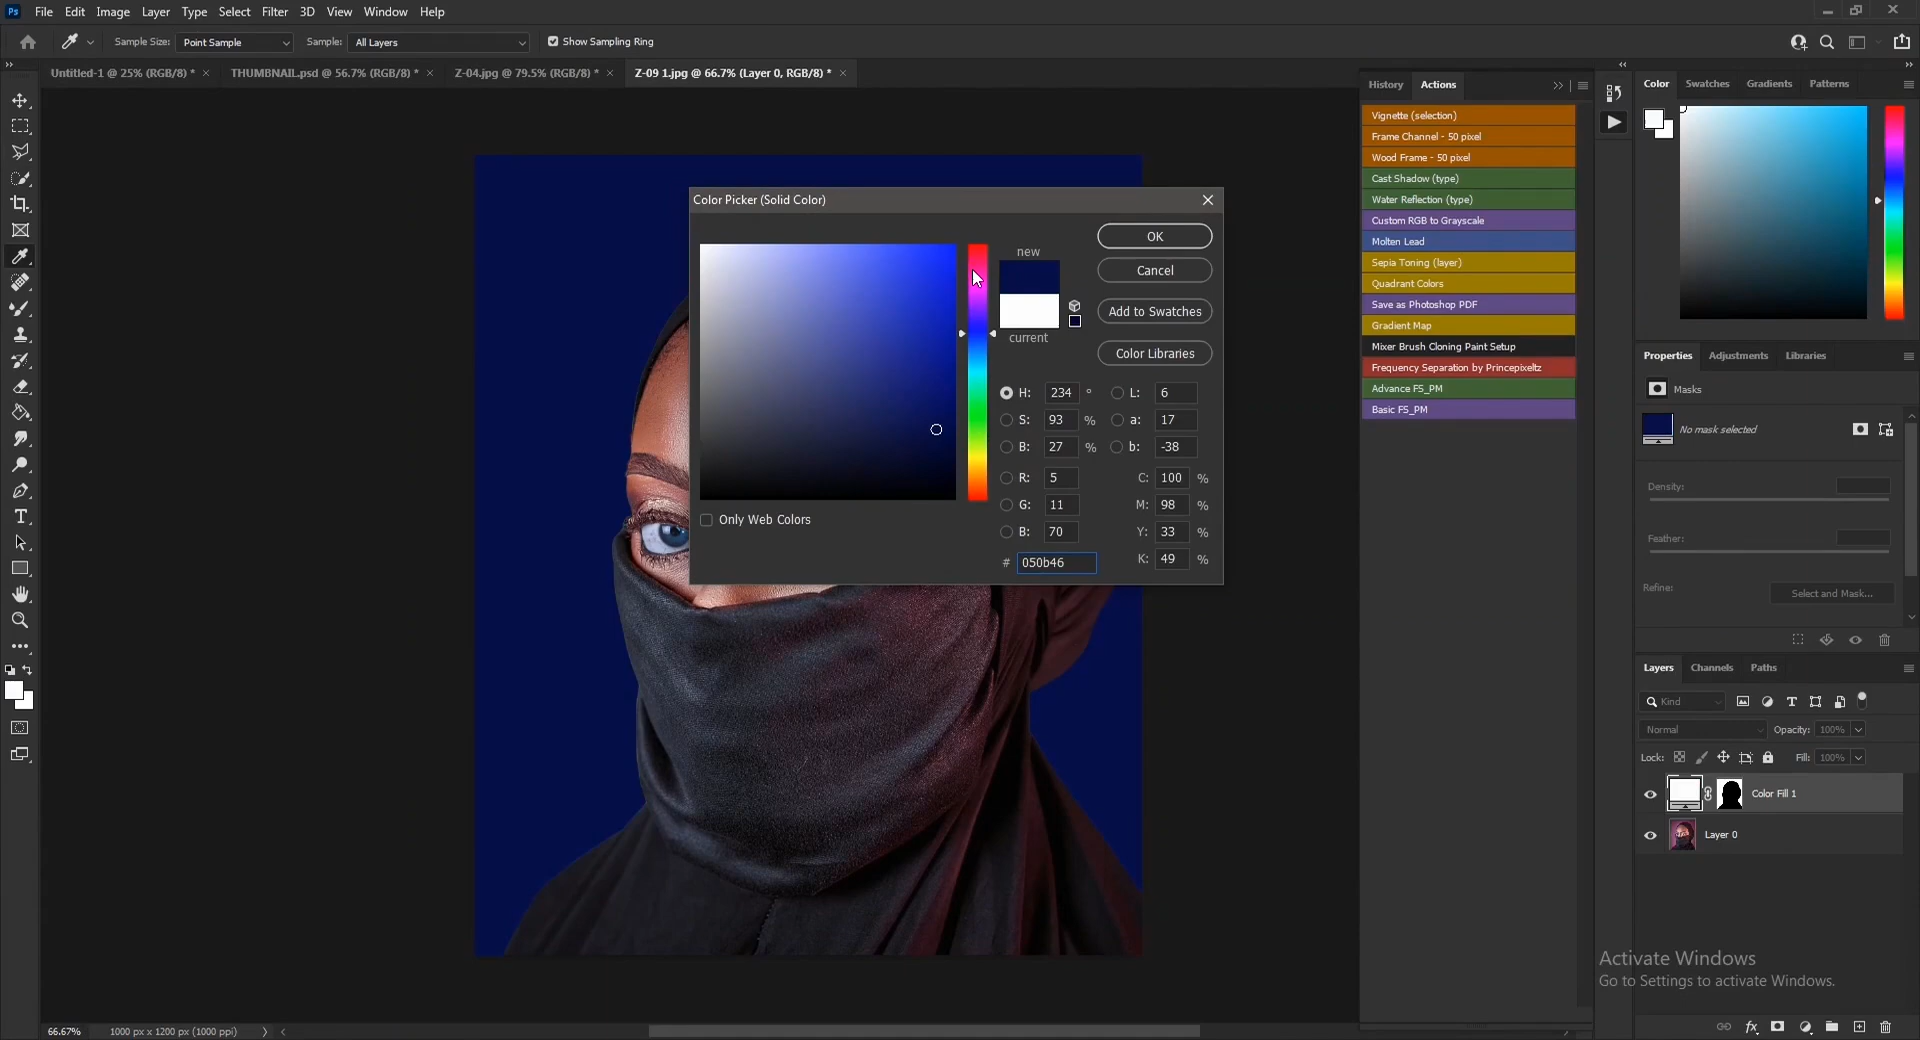 Ps File Edit Image Layer Type Select Filter 3D View Window Help
Sample Size: Point Sample Sample: All Layers Show Sampling Ring
Untitled-1 @ 25% (RGB/8) * × THUMBNAIL.psd @ 56.7% (RGB/8) * × Z-04.jpg @ 79.5% (RGB/8) * × Z-09 1.jpg @ 66.7% (Layer 0, RGB/8) * ×
History Actions
Vignette (selection)
Frame Channel - 50 pixel
Wood Frame - 50 pixel
Cast Shadow (type)
Water Reflection (type)
Custom RGB to Grayscale
Molten Lead
Sepia Toning (layer)
Quadrant Colors
Save as Photoshop PDF
Gradient Map
Mixer Brush Cloning Paint Setup
Frequency Separation by Princepixeltz
Advance FS_PM
Basic FS_PM
Color Swatches Gradients Patterns
Color Picker (Solid Color)
new
current
OK
Cancel
Add to Swatches
Color Libraries
H: 234 ° L: 6
S: 93 % a: 17
B: 27 % b: -38
R: 5 C: 100 %
G: 11 M: 98 %
B: 70 Y: 33 %
# 050b46 K: 49 %
Only Web Colors
Properties Adjustments Libraries
Masks
No mask selected
Density:
Feather:
Refine: Select and Mask...
Layers Channels Paths
Kind
Normal Opacity: 100%
Lock: Fill: 100%
Color Fill 1
Layer 0
Activate Windows
Go to Settings to activate Windows.
66.67% 1000 px x 1200 px (1000 ppi)